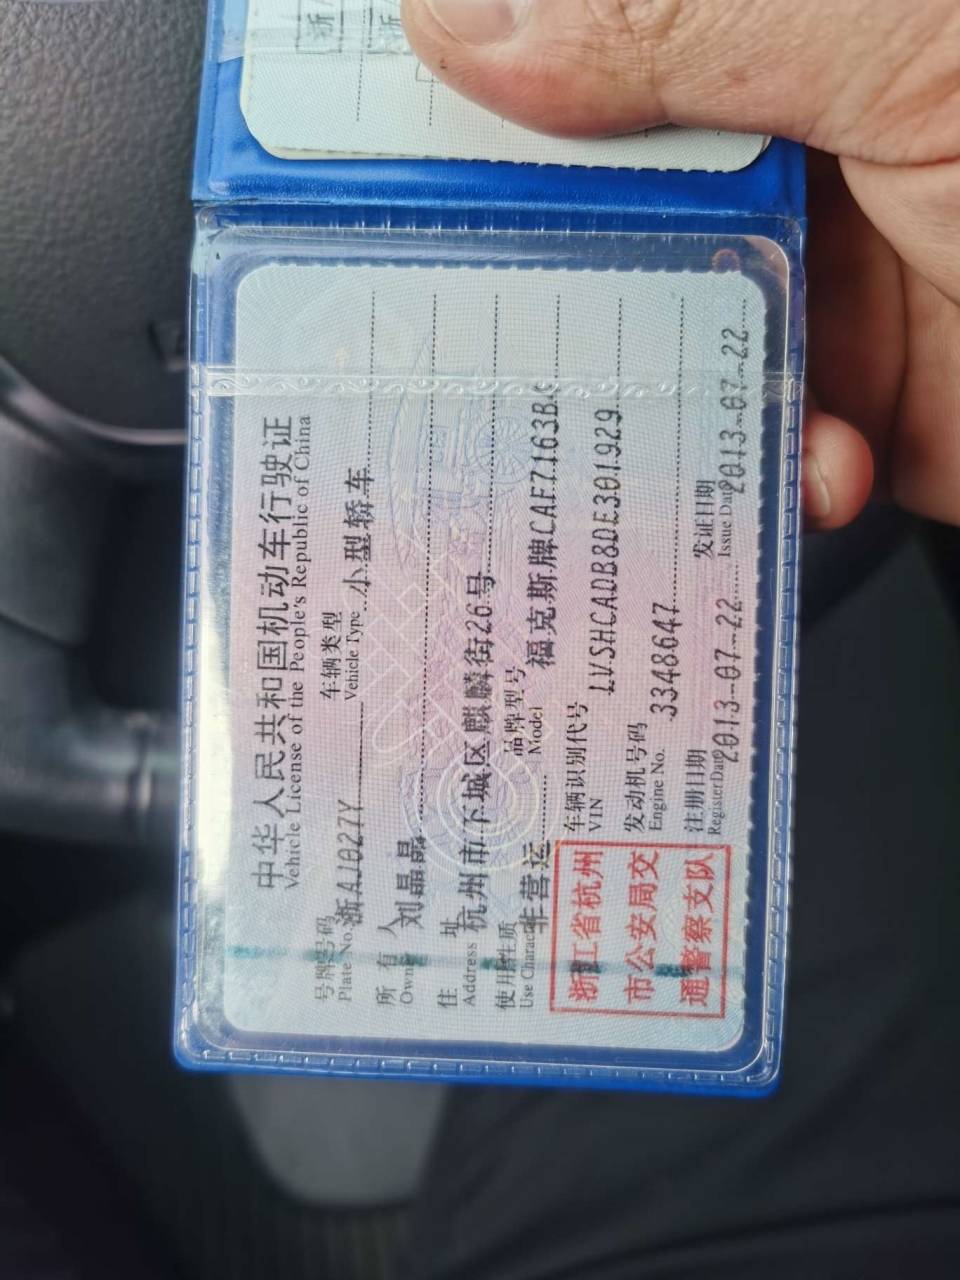 中华人民共和国机动车行驶证
Vehicle License of the People's Republic of China
号牌号码 浙AJ027Y 车辆类型 小型轿车
Plate No. Vehicle Type
所有人 刘晶晶
Owner
住址 杭州市下城区麒麟街26号
Address
使用性质 非营运 品牌型号 福克斯牌CAF7163B
Use Character Model
车辆识别代号 LVSHCADB8DE301929
VIN
发动机号码 3348647
Engine No.
注册日期 2013-07-22 发证日期 2013-07-22
Register Date Issue Date
浙江省杭州
市公安局交
通警察支队
浙
浙